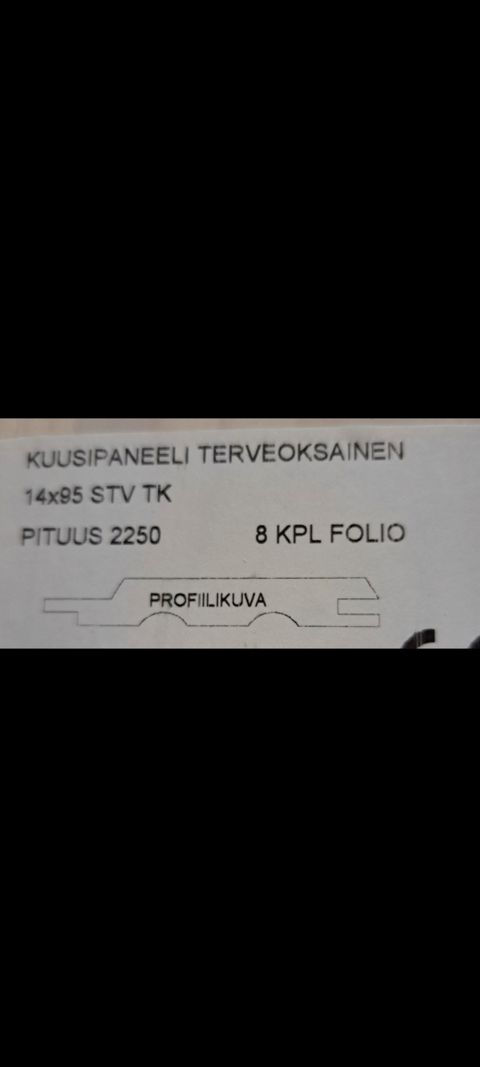 KUUSIPANEELI TERVEOKSAINEN
14x95 STV TK
PITUUS 2250 8 KPL FOLIO
PROFIILIKUVA